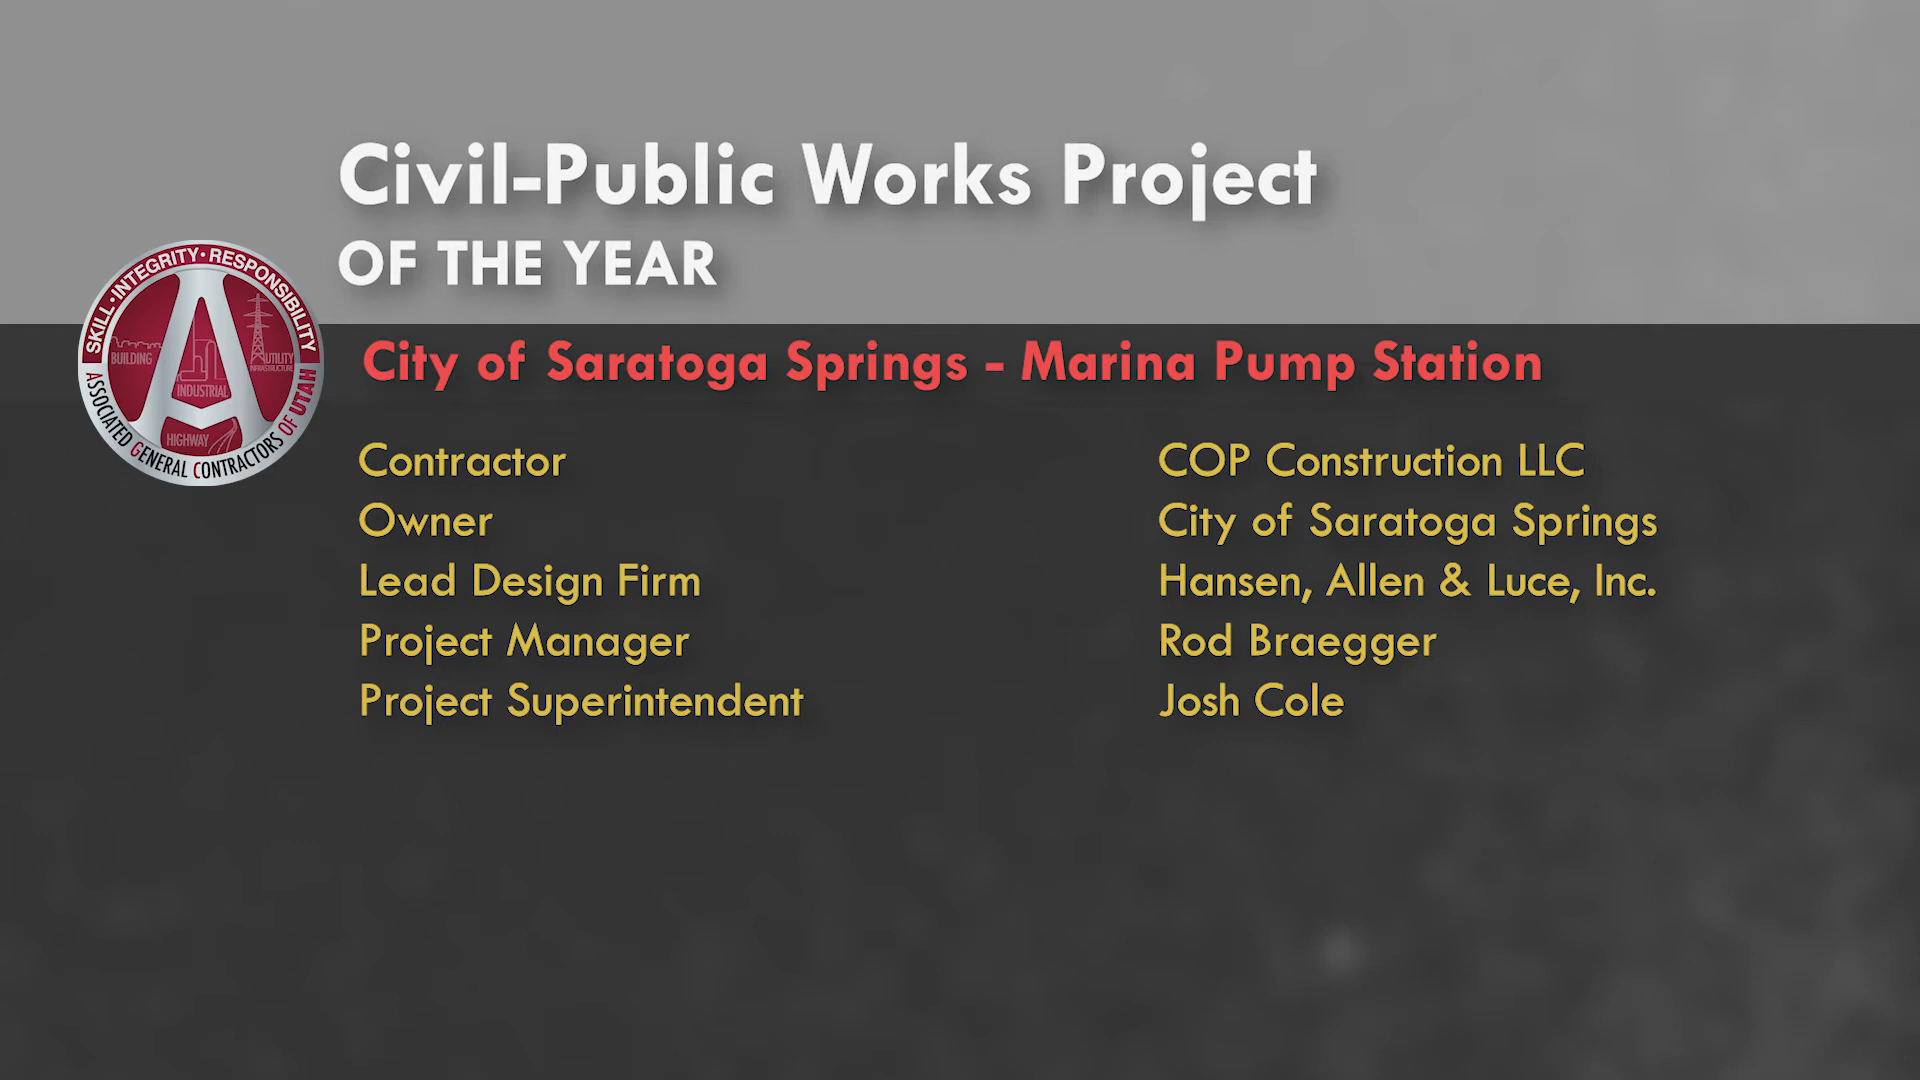 Civil-Public Works Project
OF THE YEAR
SKILL·INTEGRITY·RESPONSIBILITY
BUILDING
UTILITY
INFRASTRUCTURE
INDUSTRIAL
HIGHWAY
ASSOCIATED GENERAL CONTRACTORS OF UTAH
City of Saratoga Springs - Marina Pump Station
Contractor COP Construction LLC
Owner City of Saratoga Springs
Lead Design Firm Hansen, Allen & Luce, Inc.
Project Manager Rod Braegger
Project Superintendent Josh Cole